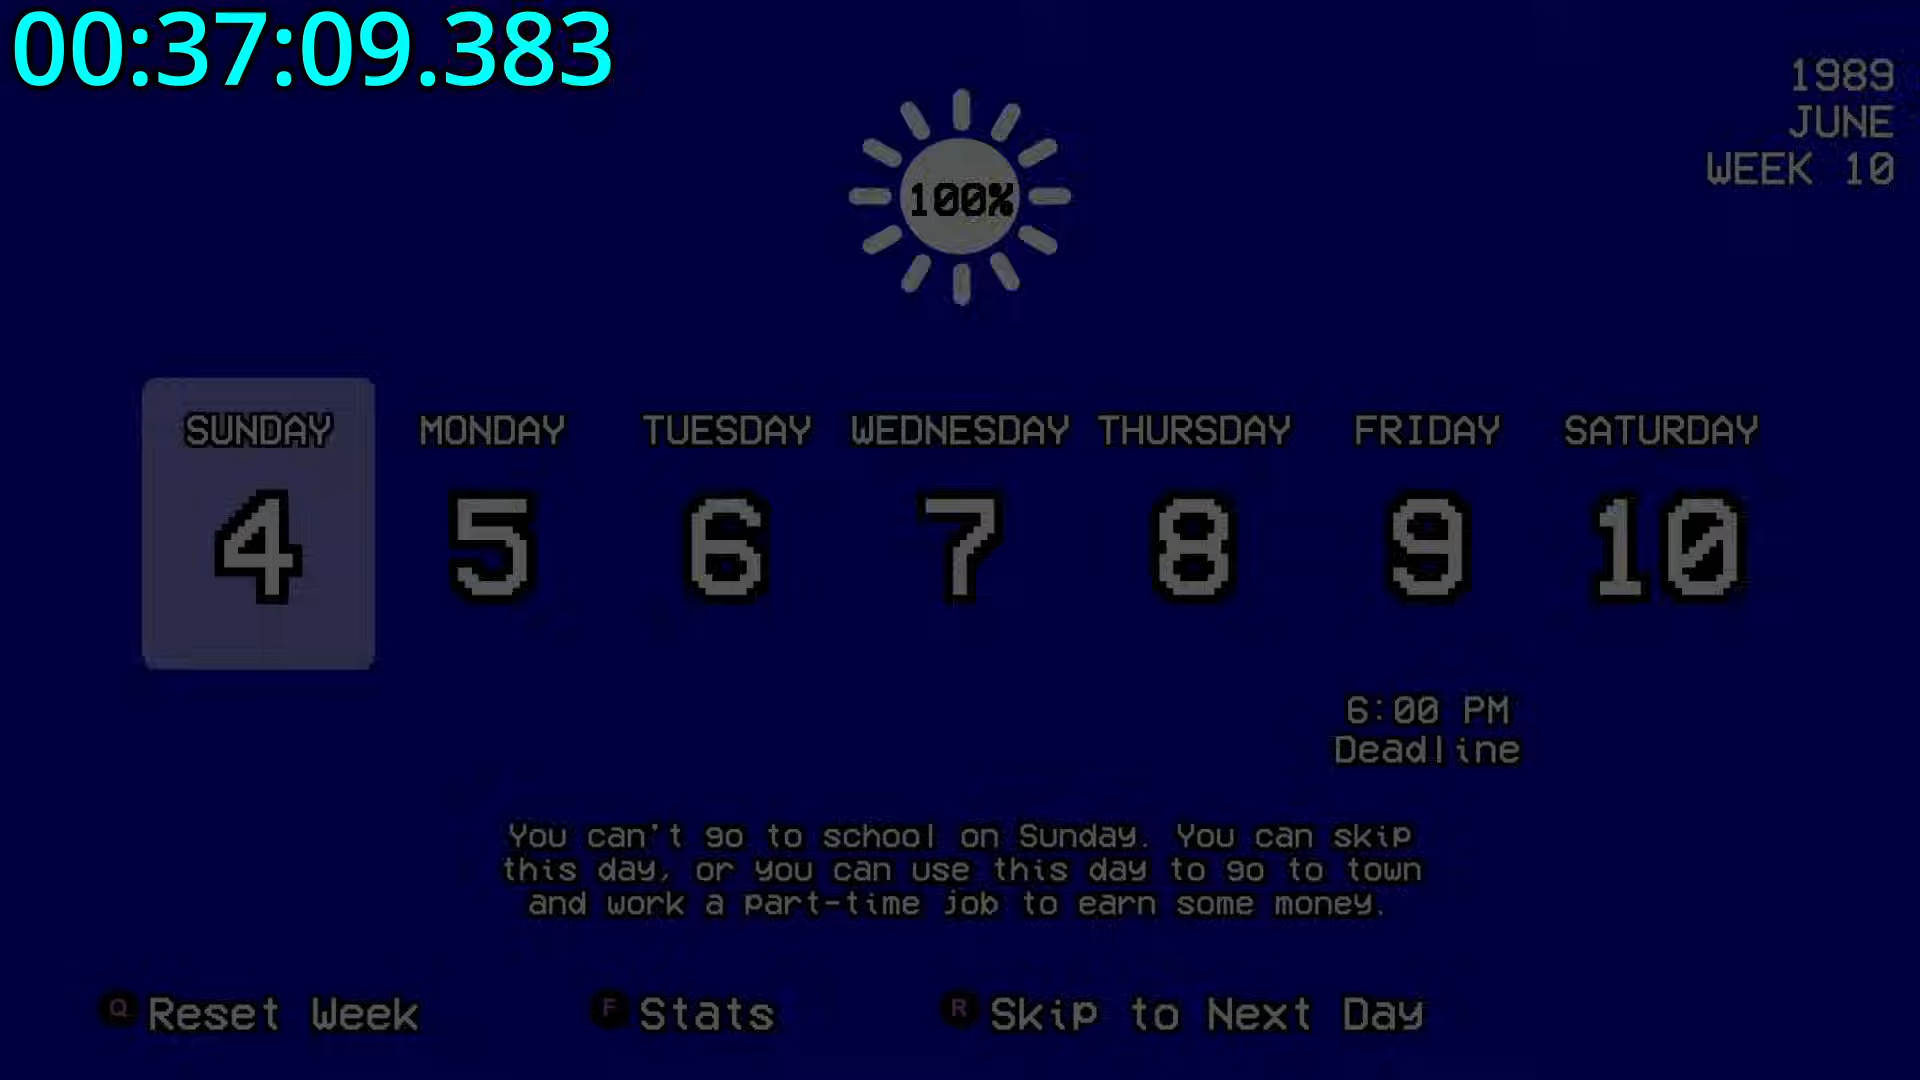 00:37:09.383
1989
JUNE
WEEK 10
100%
SUNDAY MONDAY TUESDAY WEDNESDAY THURSDAY FRIDAY SATURDAY
4 5 6 7 8 9 10
6:00 PM
Deadline
You can't go to school on Sunday. You can skip
this day, or you can use this day to go to town
and work a part-time job to earn some money.
Q Reset Week F Stats R Skip to Next Day